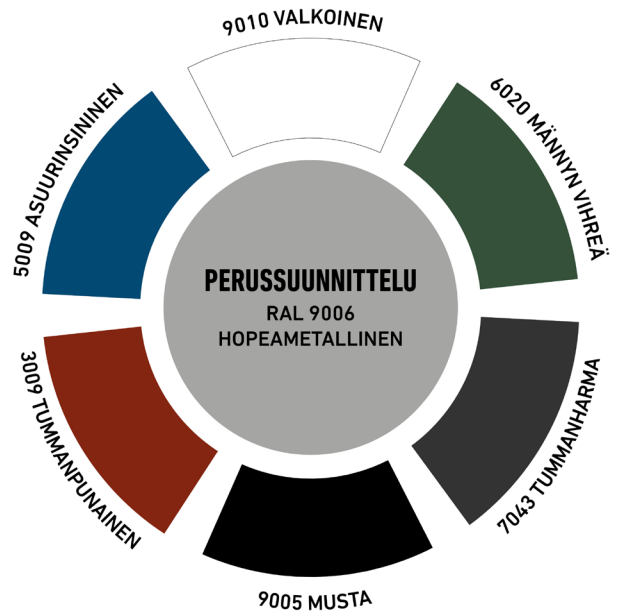 9010 VALKOINEN
6020 MÄNNYN VIHREÄ
7043 TUMMANHARMA
9005 MUSTA
3009 TUMMANPUNAINEN
5009 ASUURINSININEN
PERUSSUUNNITTELU
RAL 9006
HOPEAMETALLINEN